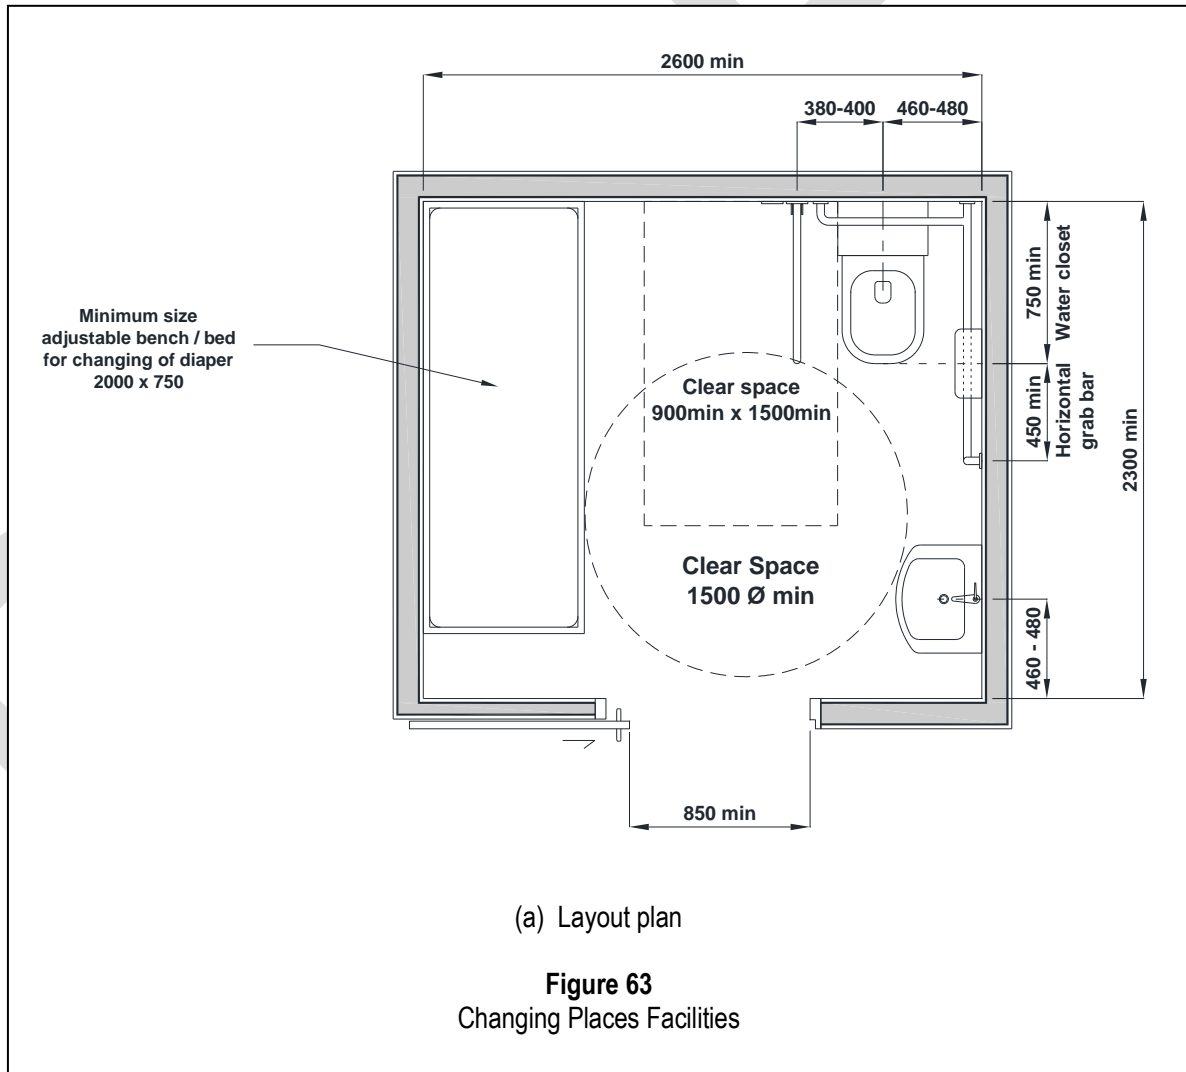 2600 min
380-400
460-480
Minimum size
adjustable bench / bed
for changing of diaper
2000 x 750
Clear space
900min x 1500min
Clear Space
1500 Ø min
750 min
Water closet
450 min
Horizontal
grab bar
2300 min
460 - 480
850 min
(a) Layout plan
Figure 63
Changing Places Facilities